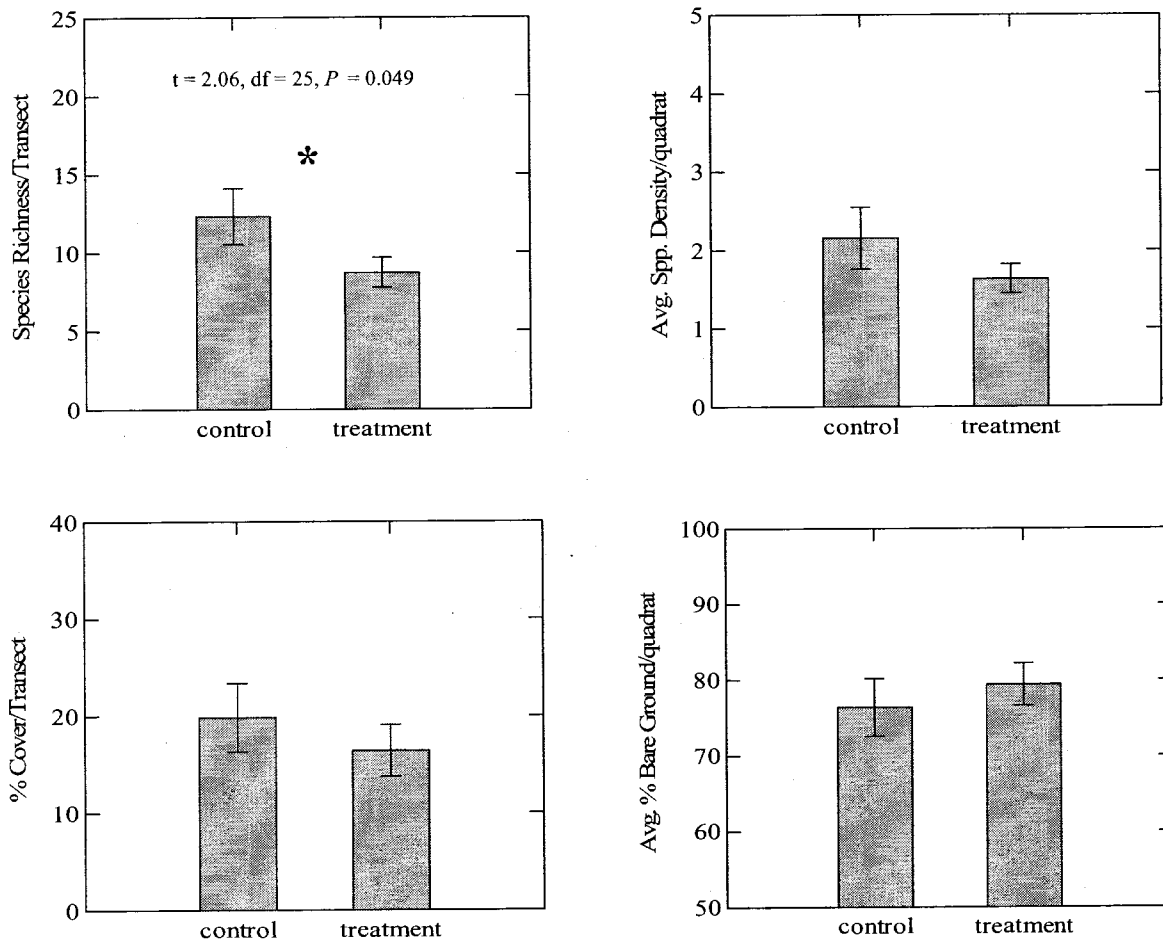 Species Richness/Transect
25
20
15
10
5
0
t = 2.06, df = 25, P = 0.049
*
control treatment
Avg. Spp. Density/quadrat
5
4
3
2
1
0
control treatment
% Cover/Transect
40
30
20
10
0
control treatment
Avg. % Bare Ground/quadrat
100
90
80
70
60
50
control treatment